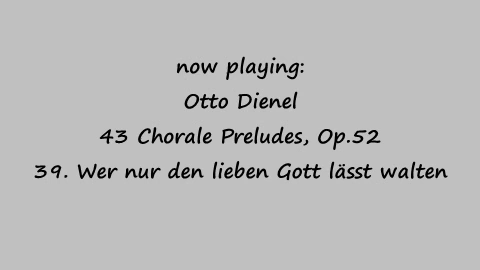 now playing:
Otto Dienel
43 Chorale Preludes, Op.52
39. Wer nur den lieben Gott lässt walten